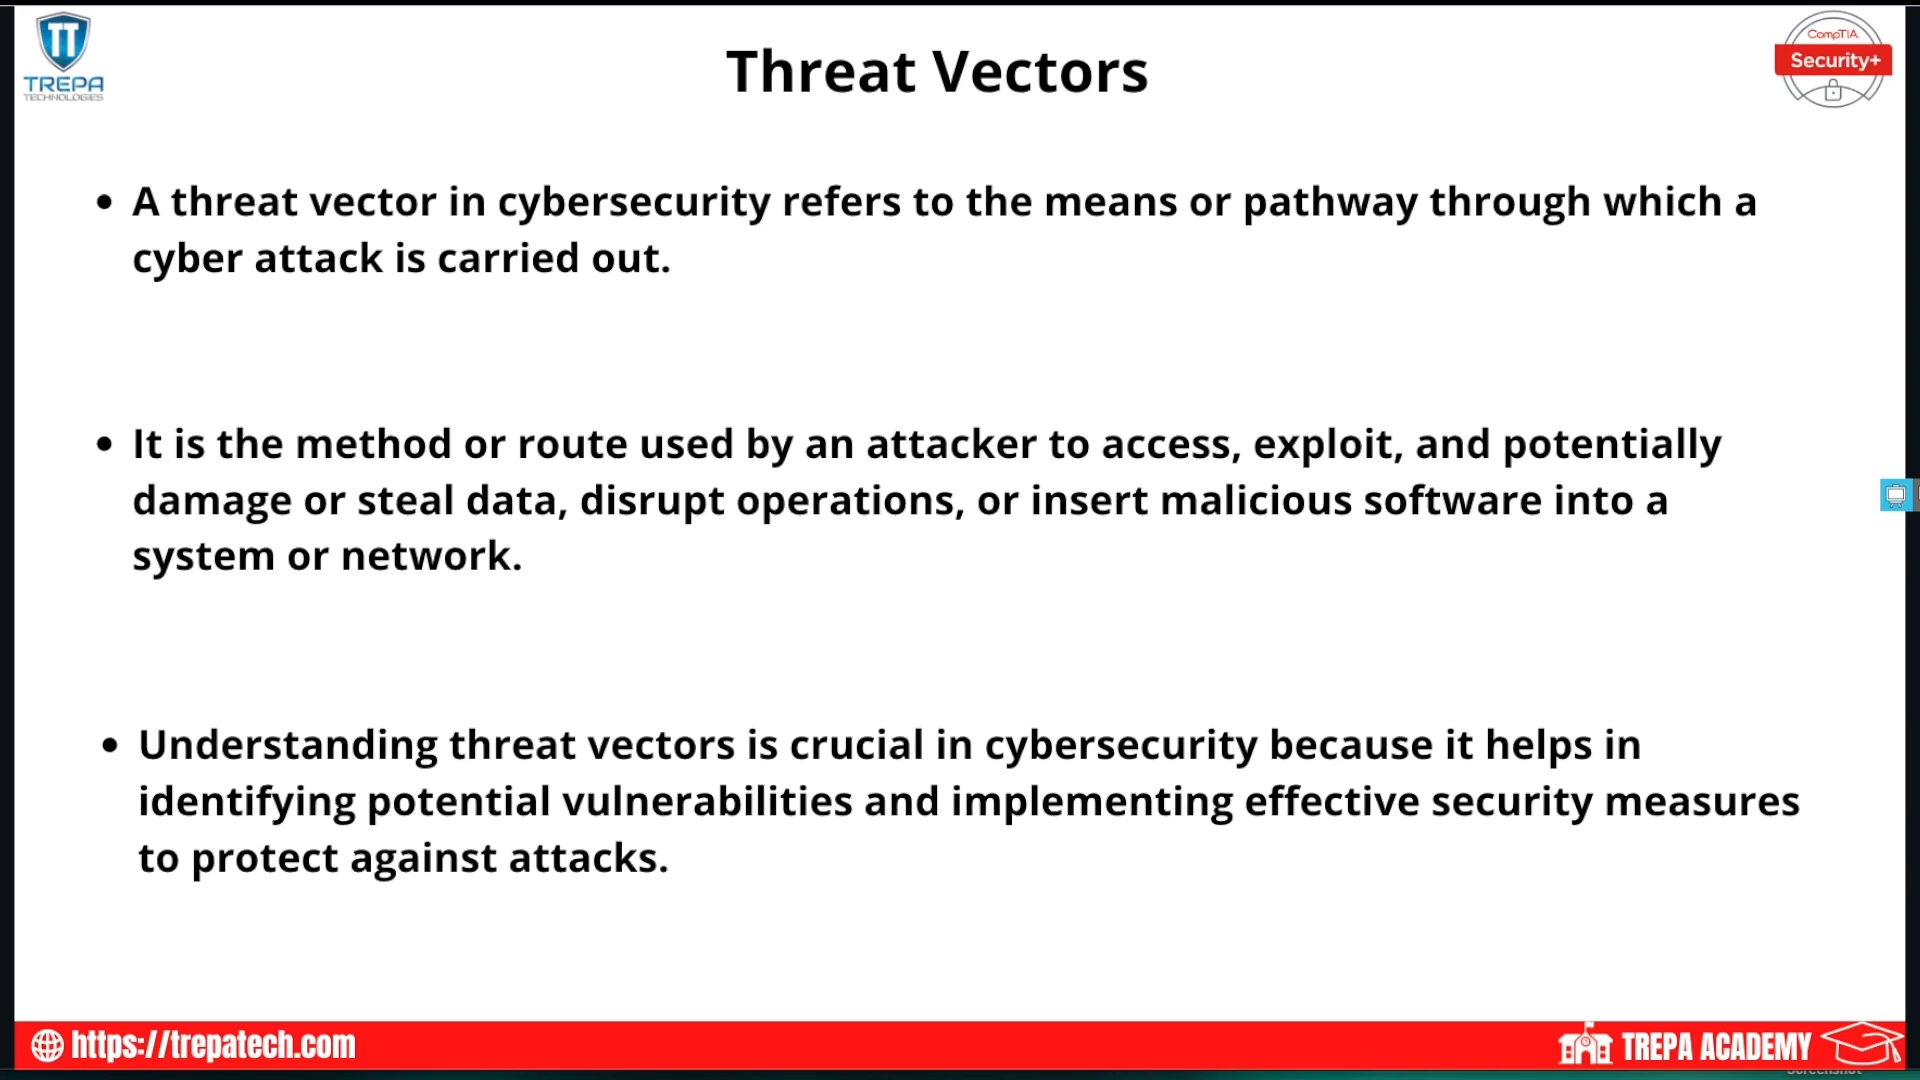 TREPA
TECHNOLOGIES
Threat Vectors
CompTIA
Security+
• A threat vector in cybersecurity refers to the means or pathway through which a
cyber attack is carried out.
• It is the method or route used by an attacker to access, exploit, and potentially
damage or steal data, disrupt operations, or insert malicious software into a
system or network.
• Understanding threat vectors is crucial in cybersecurity because it helps in
identifying potential vulnerabilities and implementing effective security measures
to protect against attacks.
https://trepatech.com
TREPA ACADEMY
Screenshot